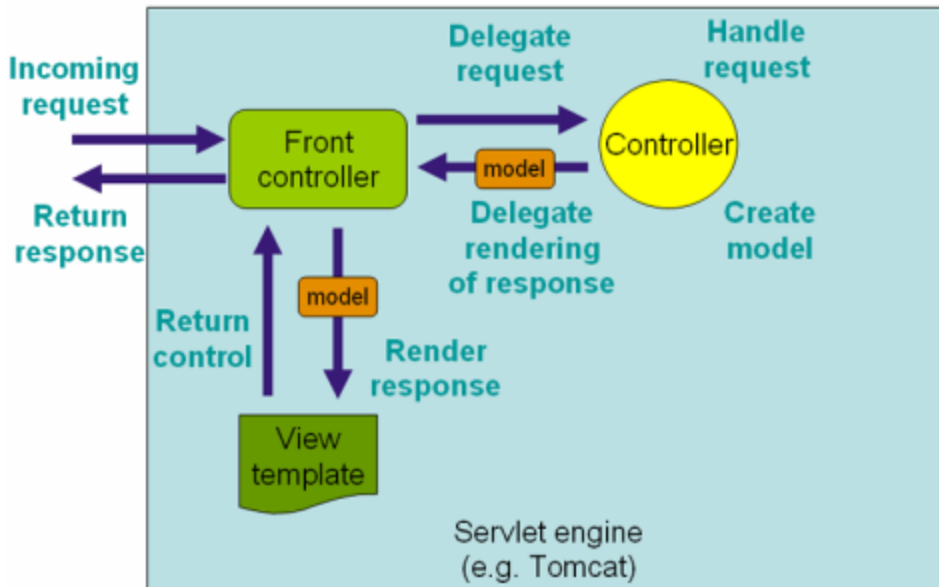 Incoming
request
Return
response
Delegate
request
Handle
request
Front
controller
Controller
model
Delegate
rendering
of response
Create
model
Return
control
model
Render
response
View
template
Servlet engine
(e.g. Tomcat)